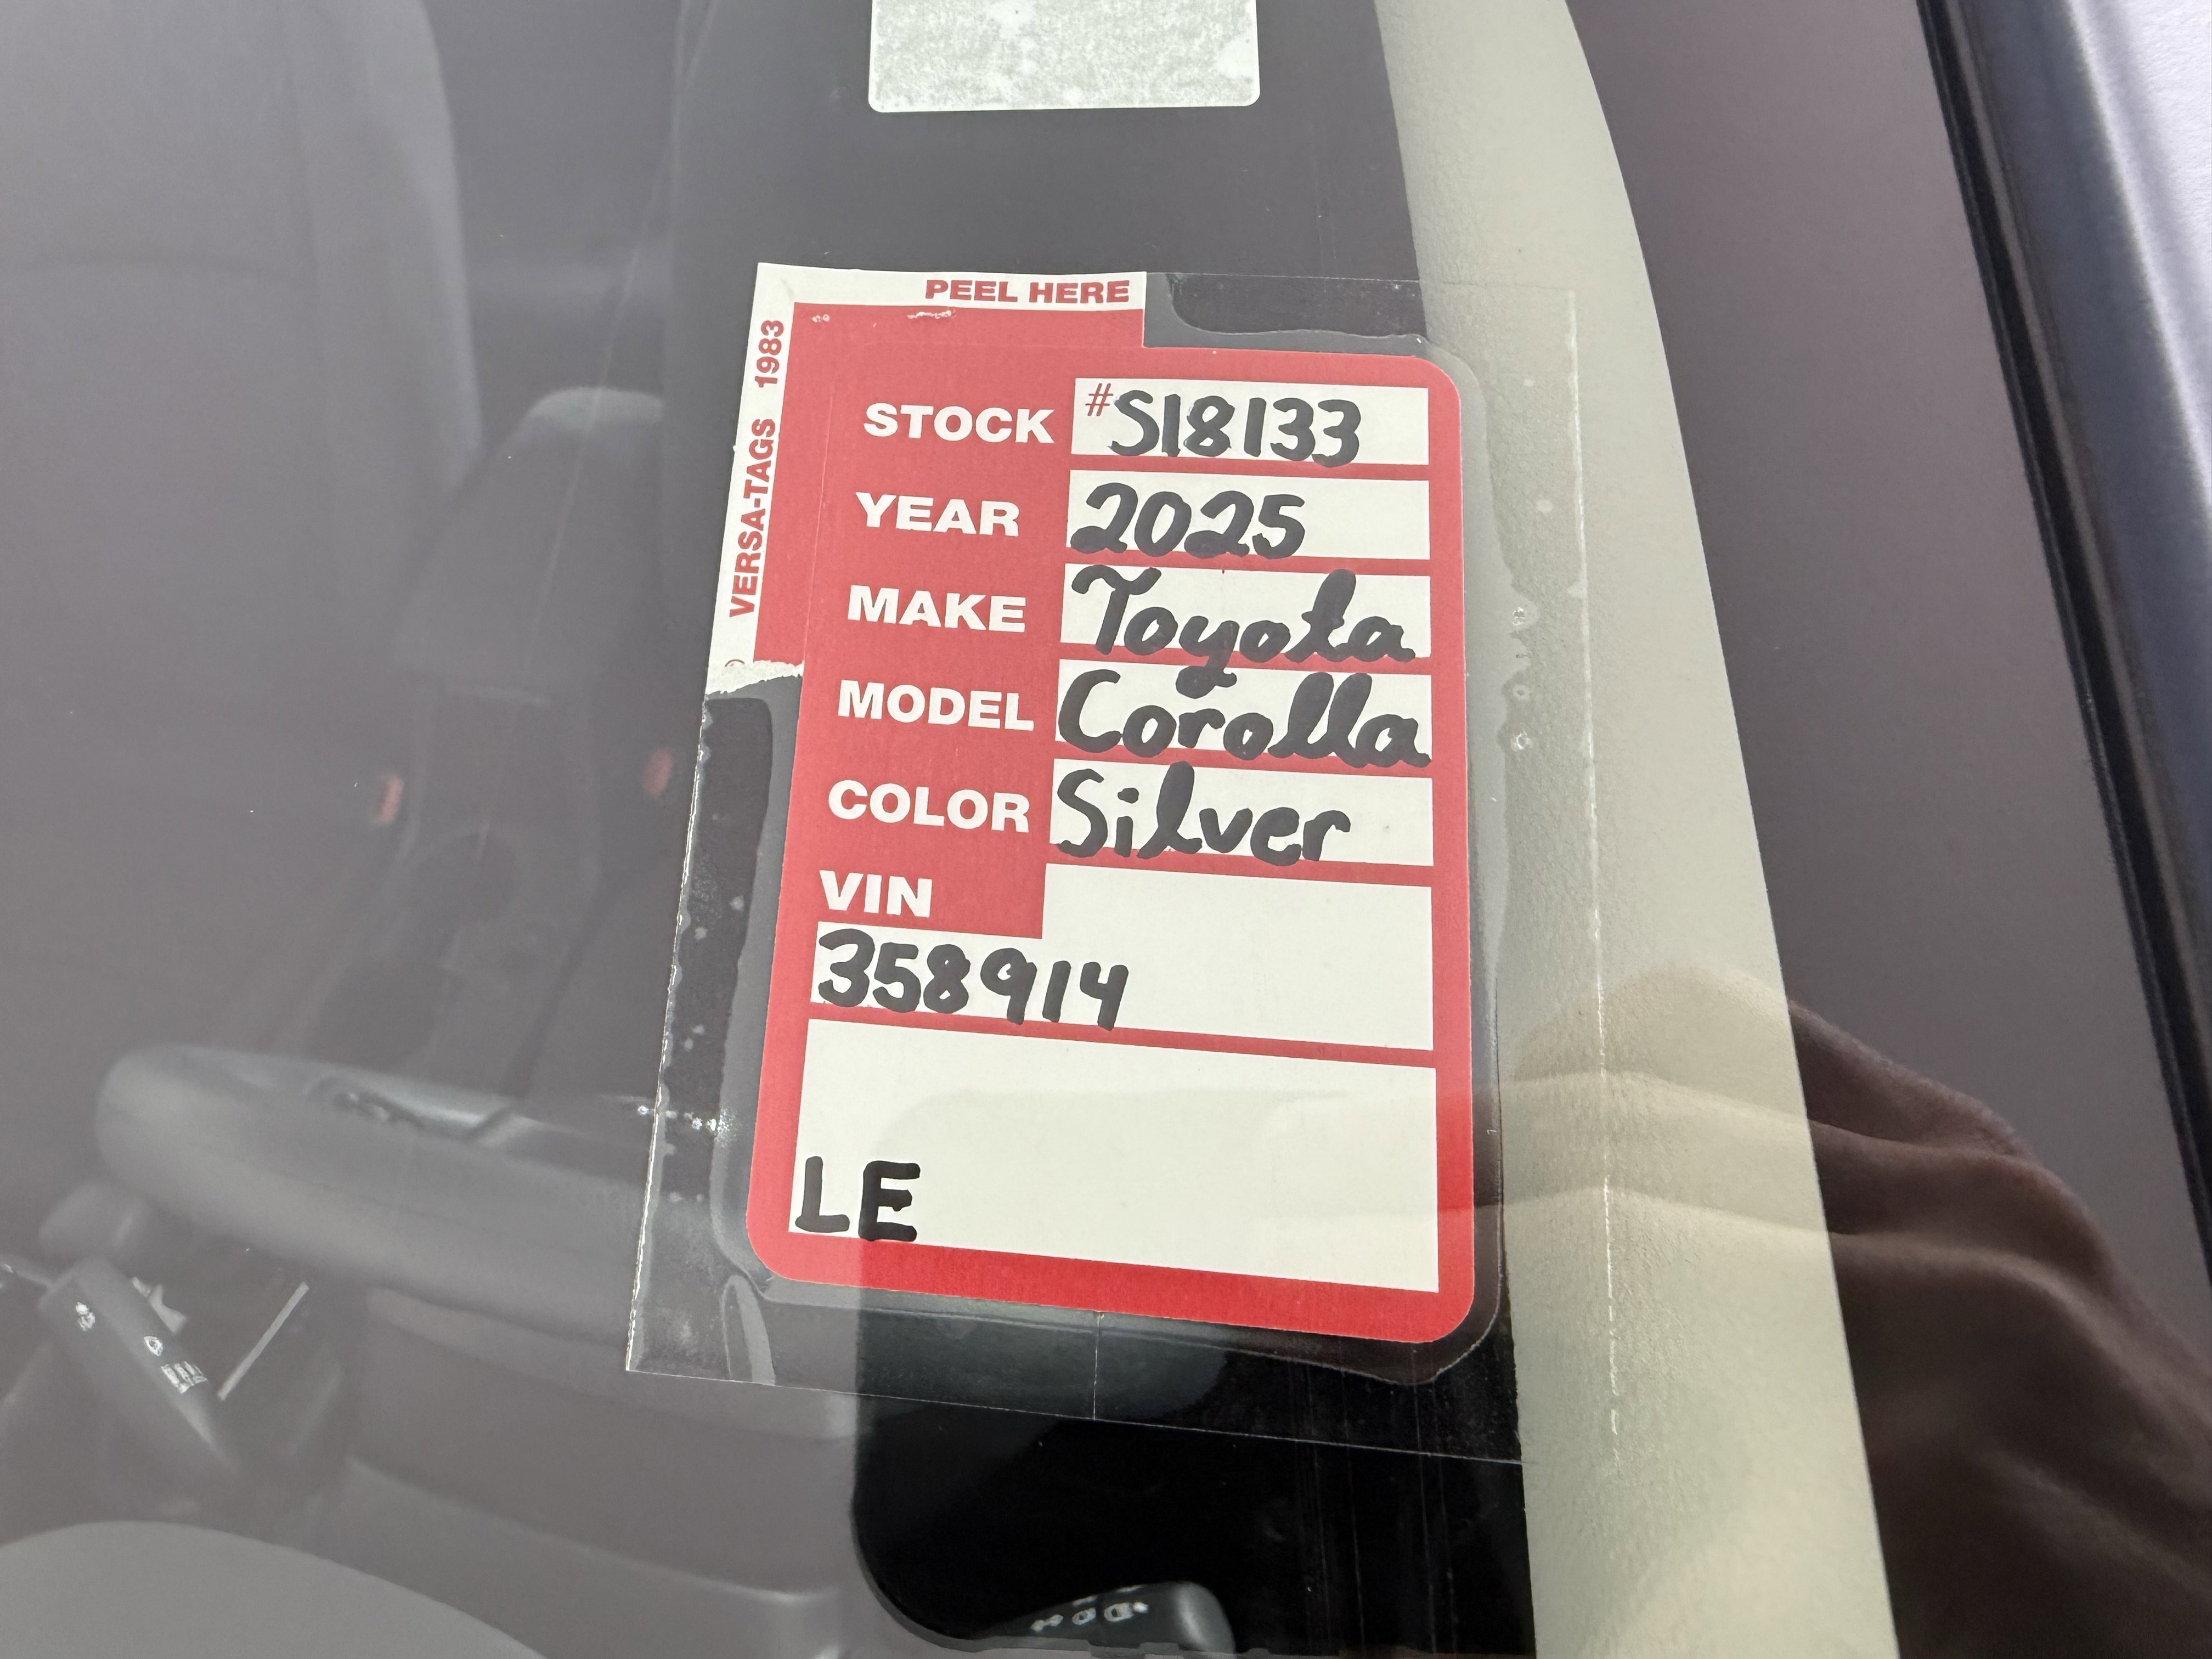 PEEL HERE
VERSA-TAGS 1983
STOCK #S18133
YEAR 2025
MAKE Toyota
MODEL Corolla
COLOR Silver
VIN
358914
LE